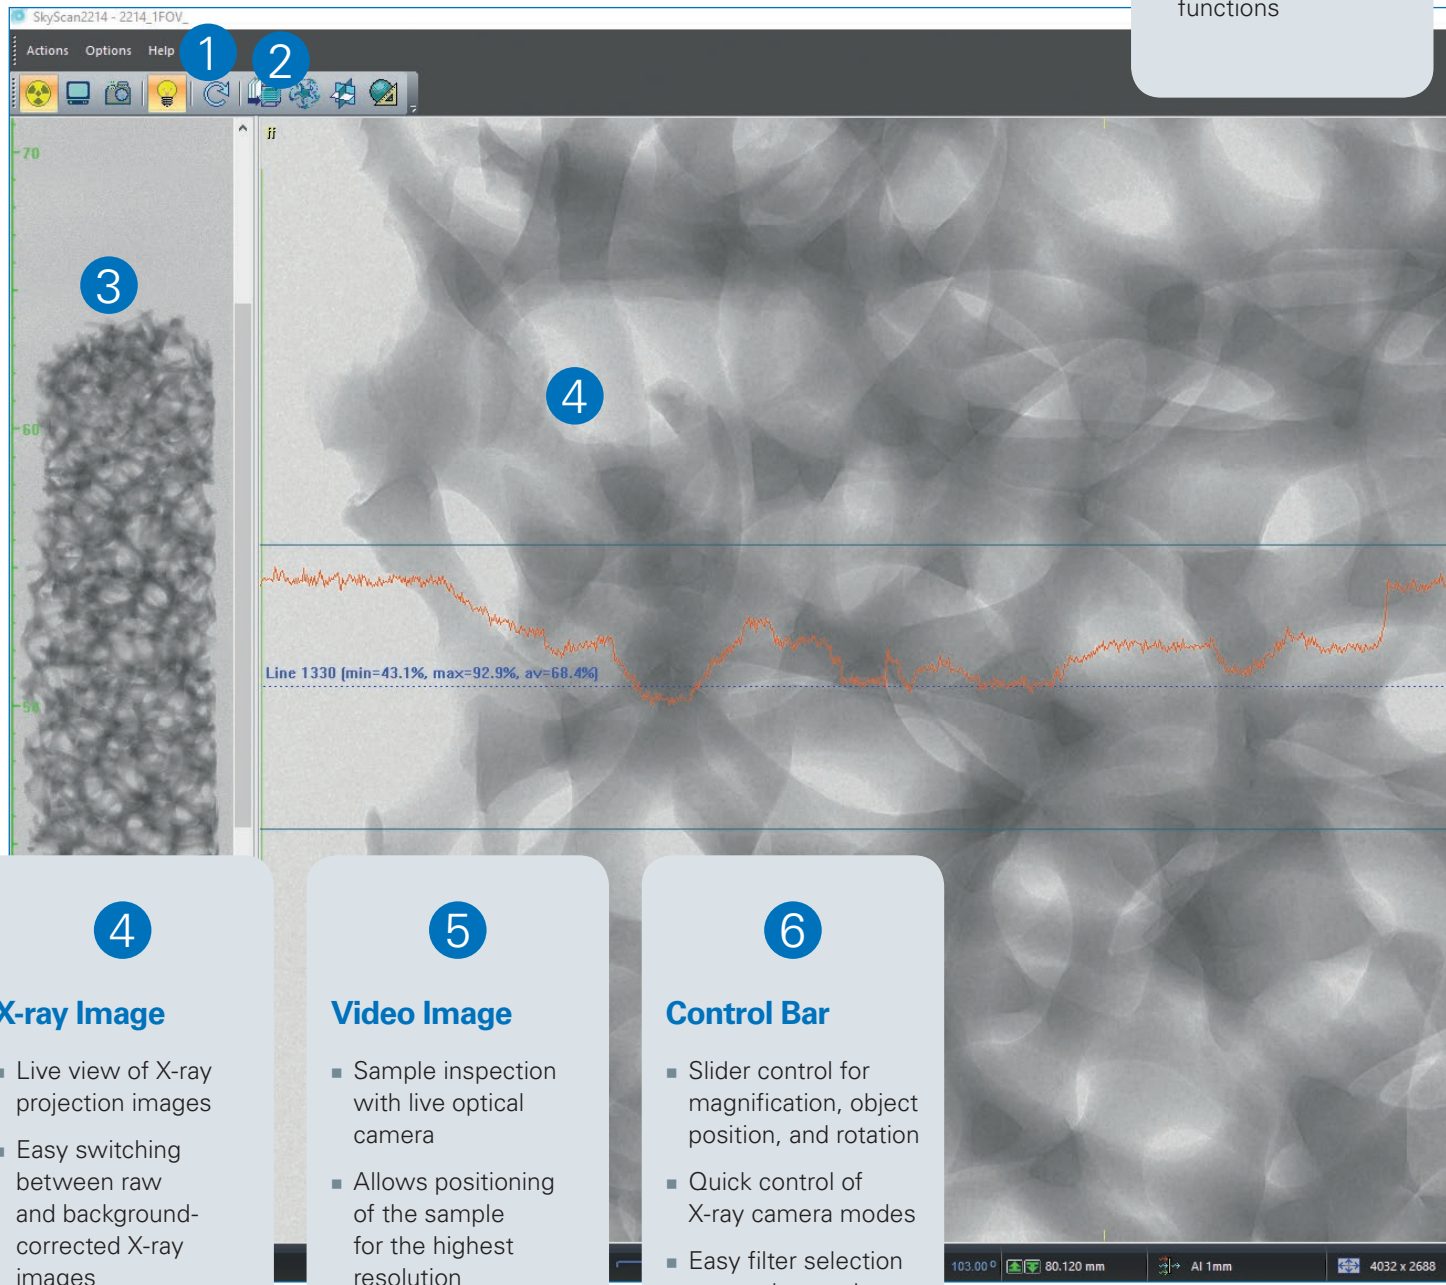 functions
SkyScan2214 - 2214_1FOV_
Actions Options Help
1
2
ff
70
60
50
3
4
Line 1330 [min=43.1%, max=92.9%, av=68.4%]
4
X-ray Image
■ Live view of X-ray
projection images
■ Easy switching
between raw
and background-
corrected X-ray
images
5
Video Image
■ Sample inspection
with live optical
camera
■ Allows positioning
of the sample
for the highest
resolution
6
Control Bar
■ Slider control for
magnification, object
position, and rotation
■ Quick control of
X-ray camera modes
■ Easy filter selection
103.00° 80.120 mm Al 1mm 4032 x 2688